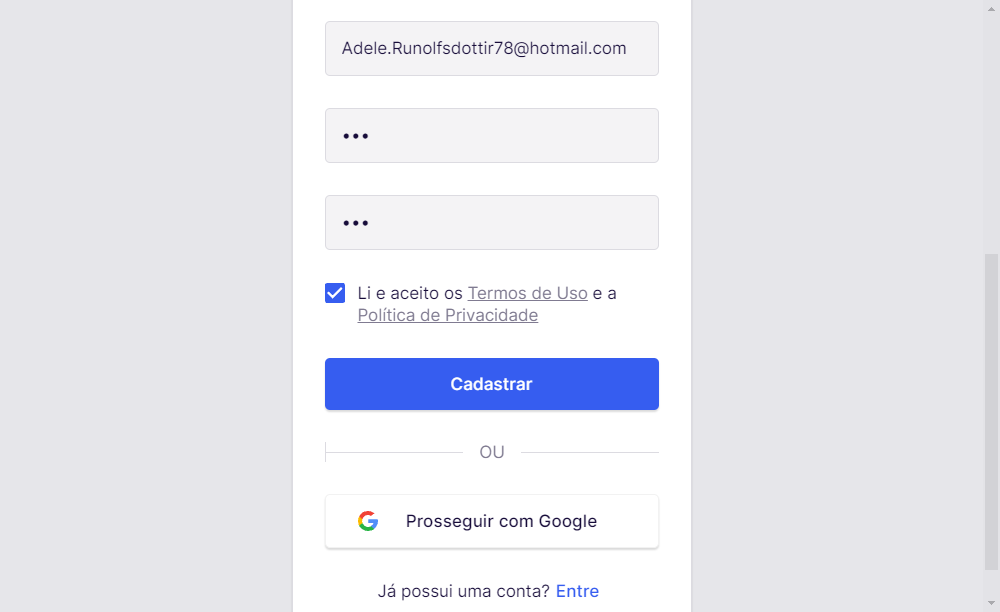 Adele.Runolfsdottir78@hotmail.com
•••
•••
Li e aceito os Termos de Uso e a
Política de Privacidade
Cadastrar
OU
Prosseguir com Google
Já possui uma conta? Entre